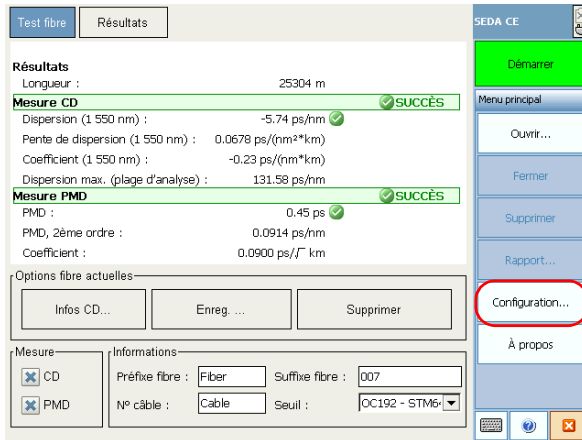 Test fibre
Résultats
SEDA CE
Démarrer
Menu principal
Ouvrir...
Fermer
Supprimer
Rapport...
Configuration...
À propos
Résultats
Longueur : 25304 m
Mesure CD SUCCÈS
Dispersion (1 550 nm) : -5.74 ps/nm
Pente de dispersion (1 550 nm) : 0.0678 ps/(nm²*km)
Coefficient (1 550 nm) : -0.23 ps/(nm*km)
Dispersion max. (plage d'analyse) : 131.58 ps/nm
Mesure PMD SUCCÈS
PMD : 0.45 ps
PMD, 2ème ordre : 0.0914 ps/nm
Coefficient : 0.0900 ps/√ km
Options fibre actuelles
Infos CD...
Enreg. ...
Supprimer
Mesure
CD
PMD
Informations
Préfixe fibre : Fiber Suffixe fibre : 007
N° câble : Cable Seuil : OC192 - STM6